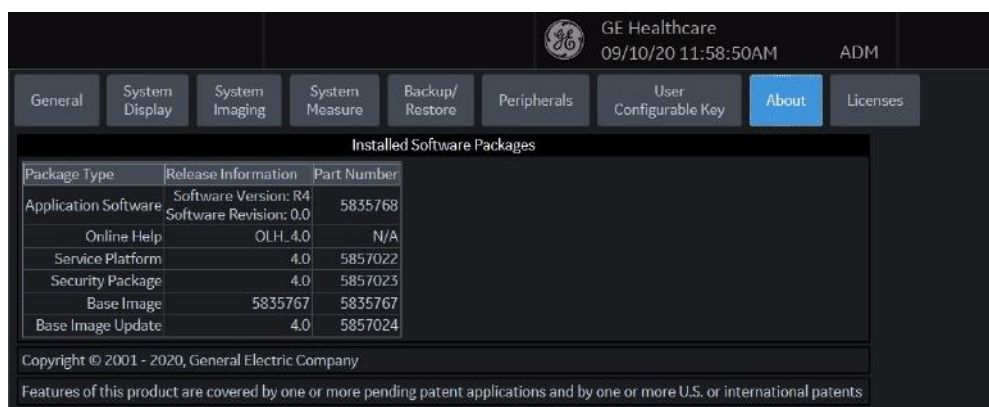 GE Healthcare
09/10/20 11:58:50AM ADM
General System Display System Imaging System Measure Backup/ Restore Peripherals User Configurable Key About Licenses
Installed Software Packages
Package Type Release Information Part Number
Application Software Software Version: R4 Software Revision: 0.0 5835768
Online Help OLH_4.0 N/A
Service Platform 4.0 5857022
Security Package 4.0 5857023
Base Image 5835767 5835767
Base Image Update 4.0 5857024
Copyright © 2001 - 2020, General Electric Company
Features of this product are covered by one or more pending patent applications and by one or more U.S. or international patents